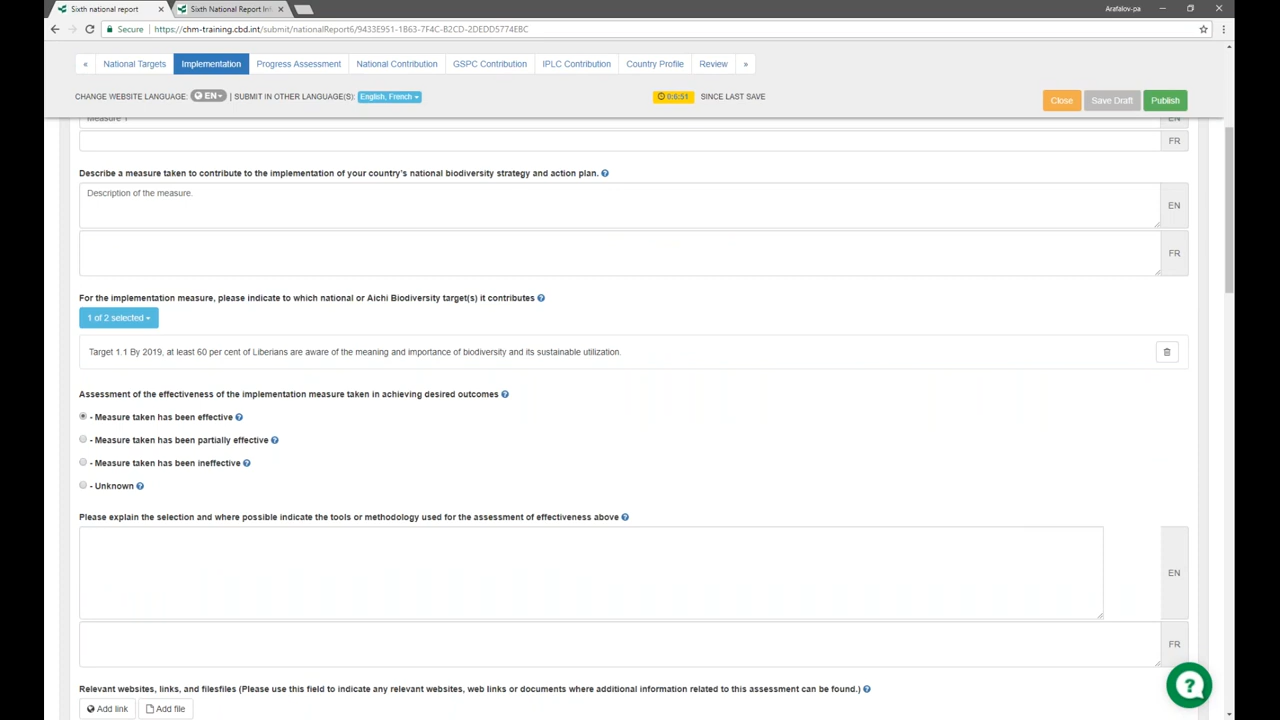 Sixth national report
Sixth National Report In
Arafalov-pa
Secure https://chm-training.cbd.int/submit/nationalReport6/9433E951-1B63-7F4C-B2CD-2DEDD5774EBC
« National Targets Implementation Progress Assessment National Contribution GSPC Contribution IPLC Contribution Country Profile Review »
CHANGE WEBSITE LANGUAGE: EN | SUBMIT IN OTHER LANGUAGE(S): English, French
0:6:51 SINCE LAST SAVE
Close Save Draft Publish
Measure 1
EN
FR
Describe a measure taken to contribute to the implementation of your country's national biodiversity strategy and action plan.
Description of the measure.
EN
FR
For the implementation measure, please indicate to which national or Aichi Biodiversity target(s) it contributes
1 of 2 selected
Target 1.1 By 2019, at least 60 per cent of Liberians are aware of the meaning and importance of biodiversity and its sustainable utilization.
Assessment of the effectiveness of the implementation measure taken in achieving desired outcomes
- Measure taken has been effective
- Measure taken has been partially effective
- Measure taken has been ineffective
- Unknown
Please explain the selection and where possible indicate the tools or methodology used for the assessment of effectiveness above
EN
FR
Relevant websites, links, and filesfiles (Please use this field to indicate any relevant websites, web links or documents where additional information related to this assessment can be found.)
Add link Add file